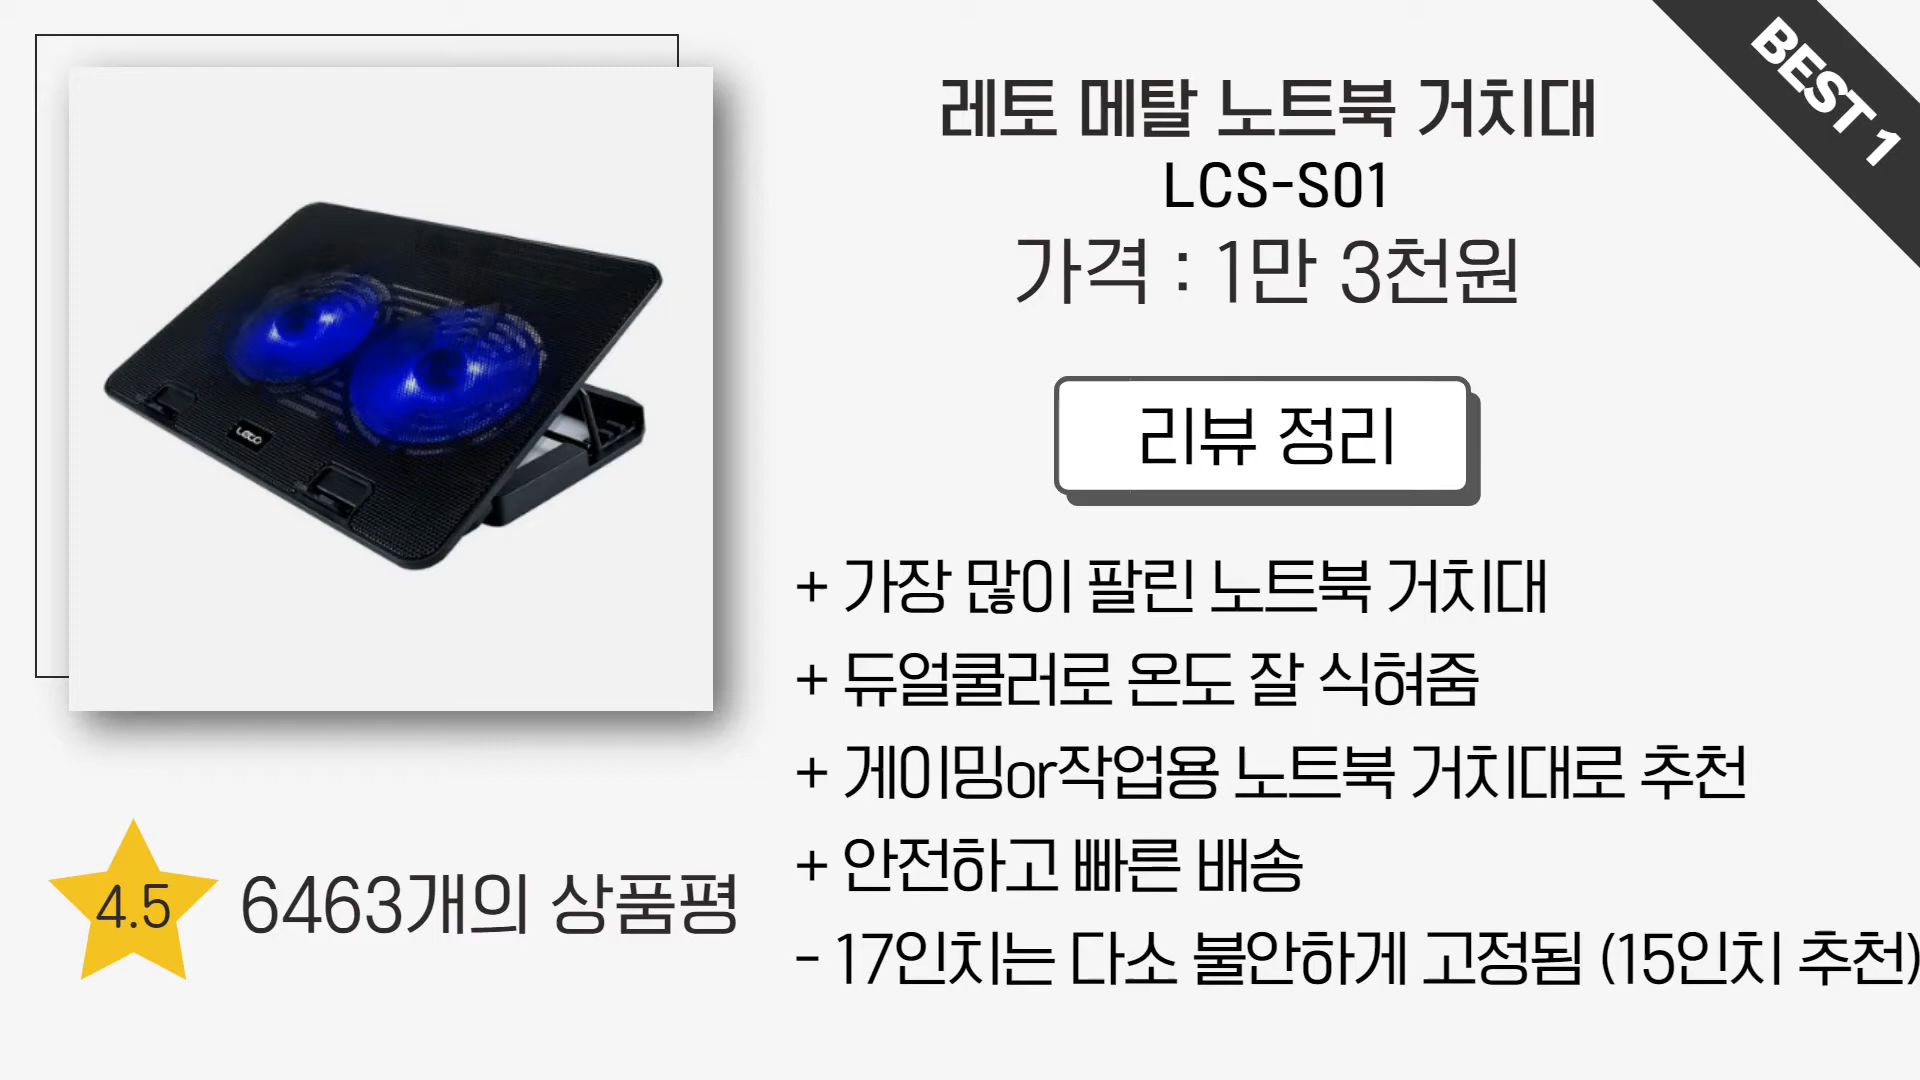 BEST 1
레토 메탈 노트북 거치대
LCS-S01
가격 : 1만 3천원
리뷰 정리
+ 가장 많이 팔린 노트북 거치대
+ 듀얼쿨러로 온도 잘 식혀줌
+ 게이밍or작업용 노트북 거치대로 추천
+ 안전하고 빠른 배송
- 17인치는 다소 불안하게 고정됨 (15인치 추천)
LETO
4.5
6463개의 상품평